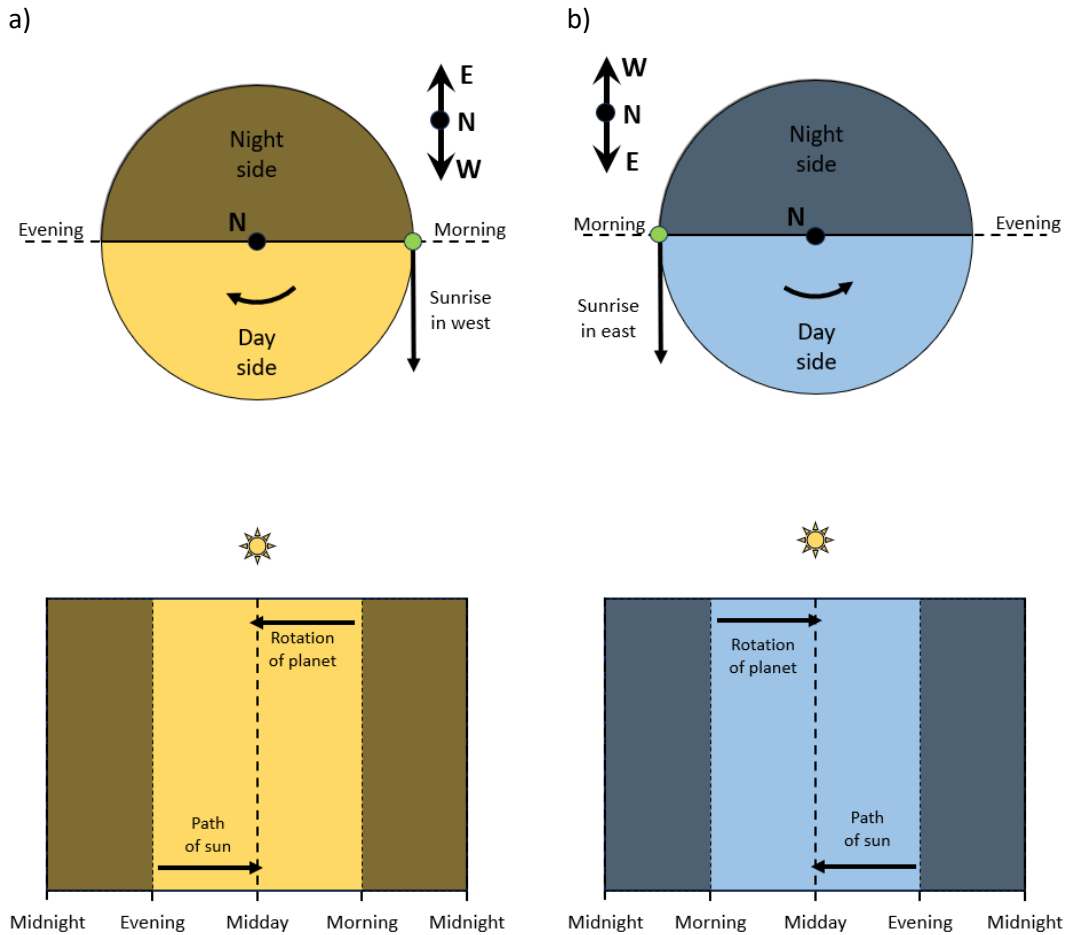 a)
E
N
W
Night
side
N
Evening
Morning
Sunrise
in west
Day
side
Rotation
of planet
Path
of sun
Midnight
Evening
Midday
Morning
Midnight
b)
W
N
E
Night
side
N
Morning
Evening
Sunrise
in east
Day
side
Rotation
of planet
Path
of sun
Midnight
Morning
Midday
Evening
Midnight